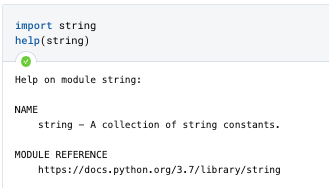 import string
help(string)
Help on module string:
NAME
string - A collection of string constants.
MODULE REFERENCE
https://docs.python.org/3.7/library/string